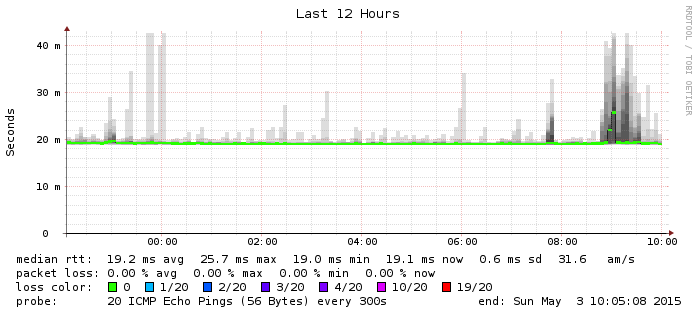 Last 12 Hours
RRDTOOL / TOBI OETIKER
Seconds
40 m
30 m
20 m
10 m
0
00:00 02:00 04:00 06:00 08:00 10:00
median rtt: 19.2 ms avg 25.7 ms max 19.0 ms min 19.1 ms now 0.6 ms sd 31.6 am/s
packet loss: 0.00 % avg 0.00 % max 0.00 % min 0.00 % now
loss color: 0 1/20 2/20 3/20 4/20 10/20 19/20
probe: 20 ICMP Echo Pings (56 Bytes) every 300s end: Sun May 3 10:05:08 2015